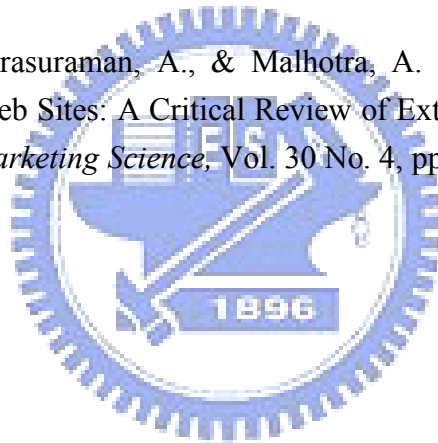 rasuraman, A., & Malhotra, A.
eb Sites: A Critical Review of Ext
arketing Science, Vol. 30 No. 4, pp
E S
1896